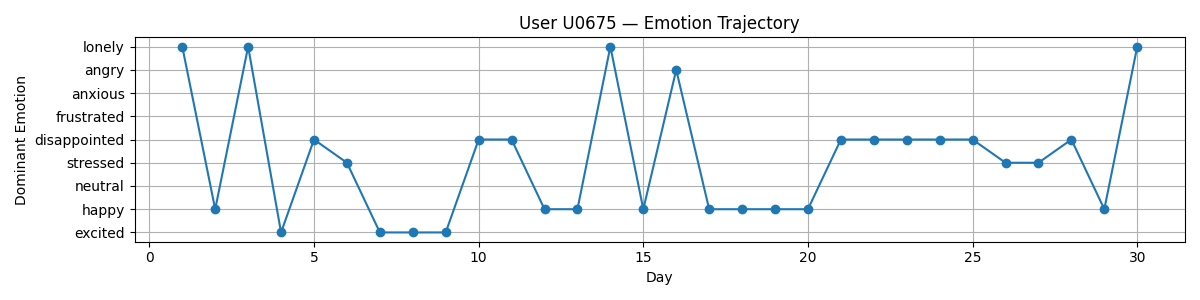 User U0675 — Emotion Trajectory
Dominant Emotion
lonely
angry
anxious
frustrated
disappointed
stressed
neutral
happy
excited
0 5 10 15 20 25 30
Day